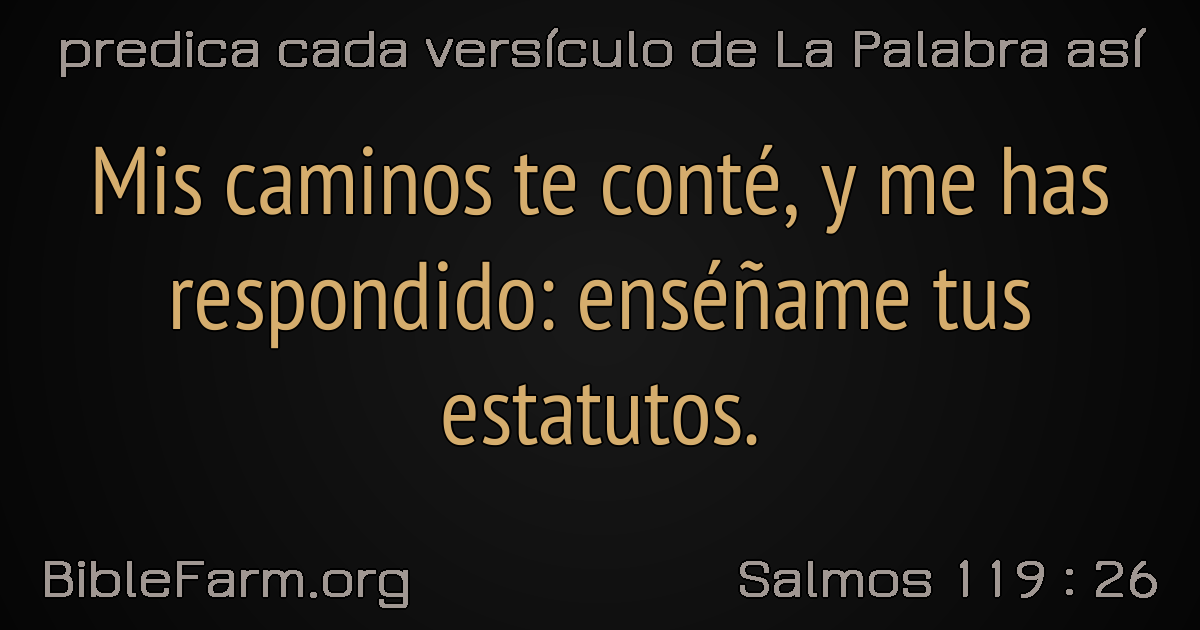 predica cada versículo de La Palabra así
Mis caminos te conté, y me has
respondido: enséñame tus
estatutos.
BibleFarm.org
Salmos 119 : 26